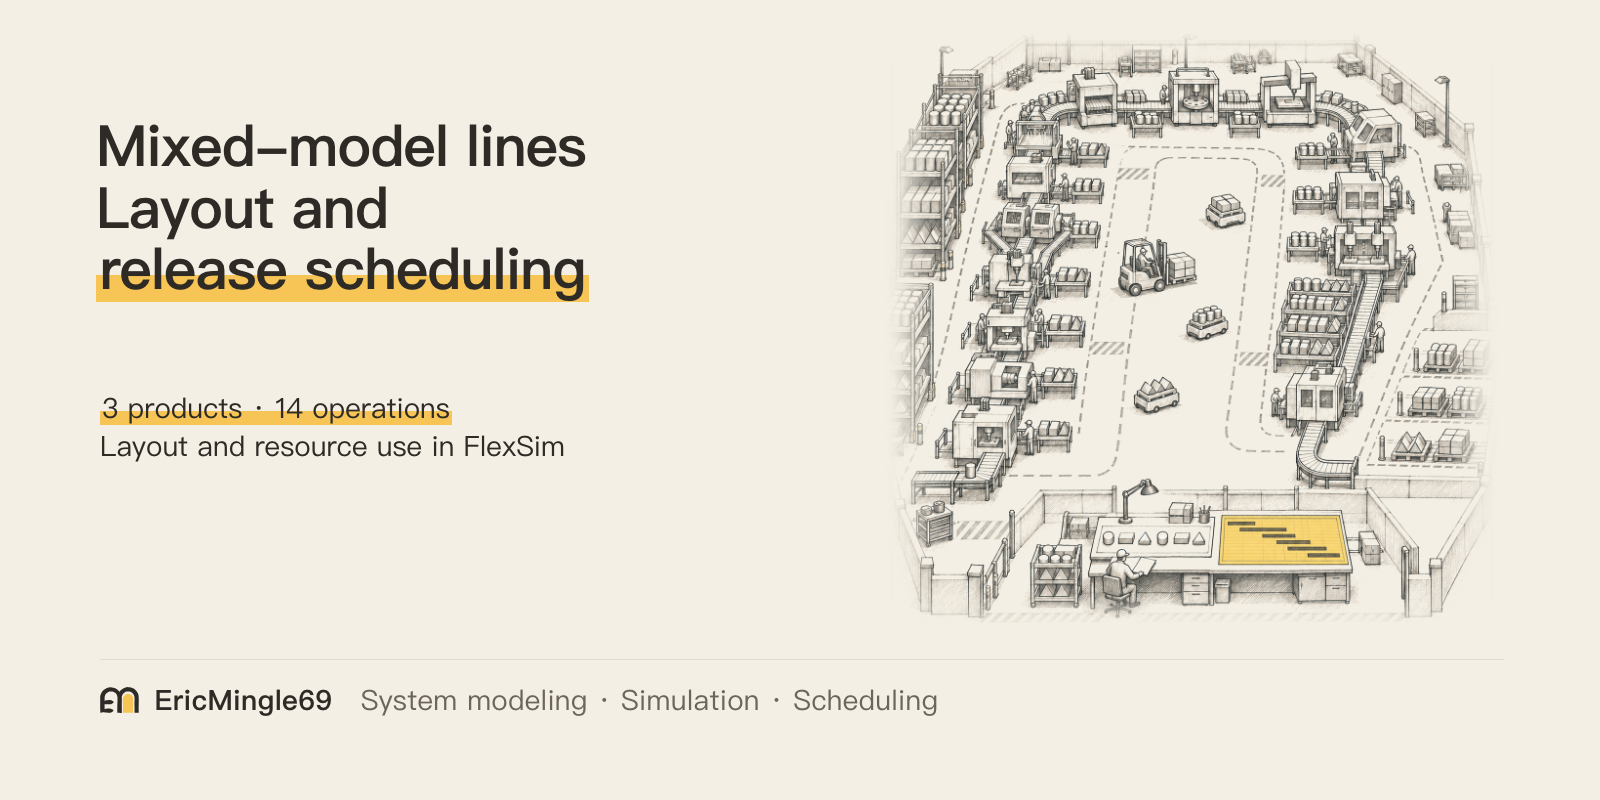 Mixed–model lines
Layout and
release scheduling
3 products · 14 operations
Layout and resource use in FlexSim
EricMingle69 System modeling · Simulation · Scheduling